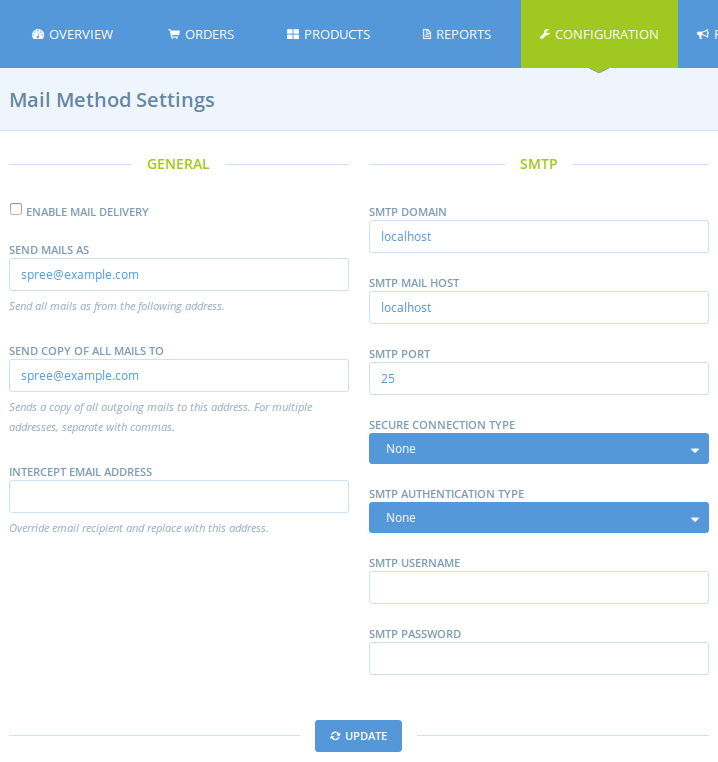 OVERVIEW ORDERS PRODUCTS REPORTS CONFIGURATION
Mail Method Settings
GENERAL
ENABLE MAIL DELIVERY
SEND MAILS AS
spree@example.com
Send all mails as from the following address.
SEND COPY OF ALL MAILS TO
spree@example.com
Sends a copy of all outgoing mails to this address. For multiple
addresses, separate with commas.
INTERCEPT EMAIL ADDRESS
Override email recipient and replace with this address.
SMTP
SMTP DOMAIN
localhost
SMTP MAIL HOST
localhost
SMTP PORT
25
SECURE CONNECTION TYPE
None
SMTP AUTHENTICATION TYPE
None
SMTP USERNAME
SMTP PASSWORD
UPDATE